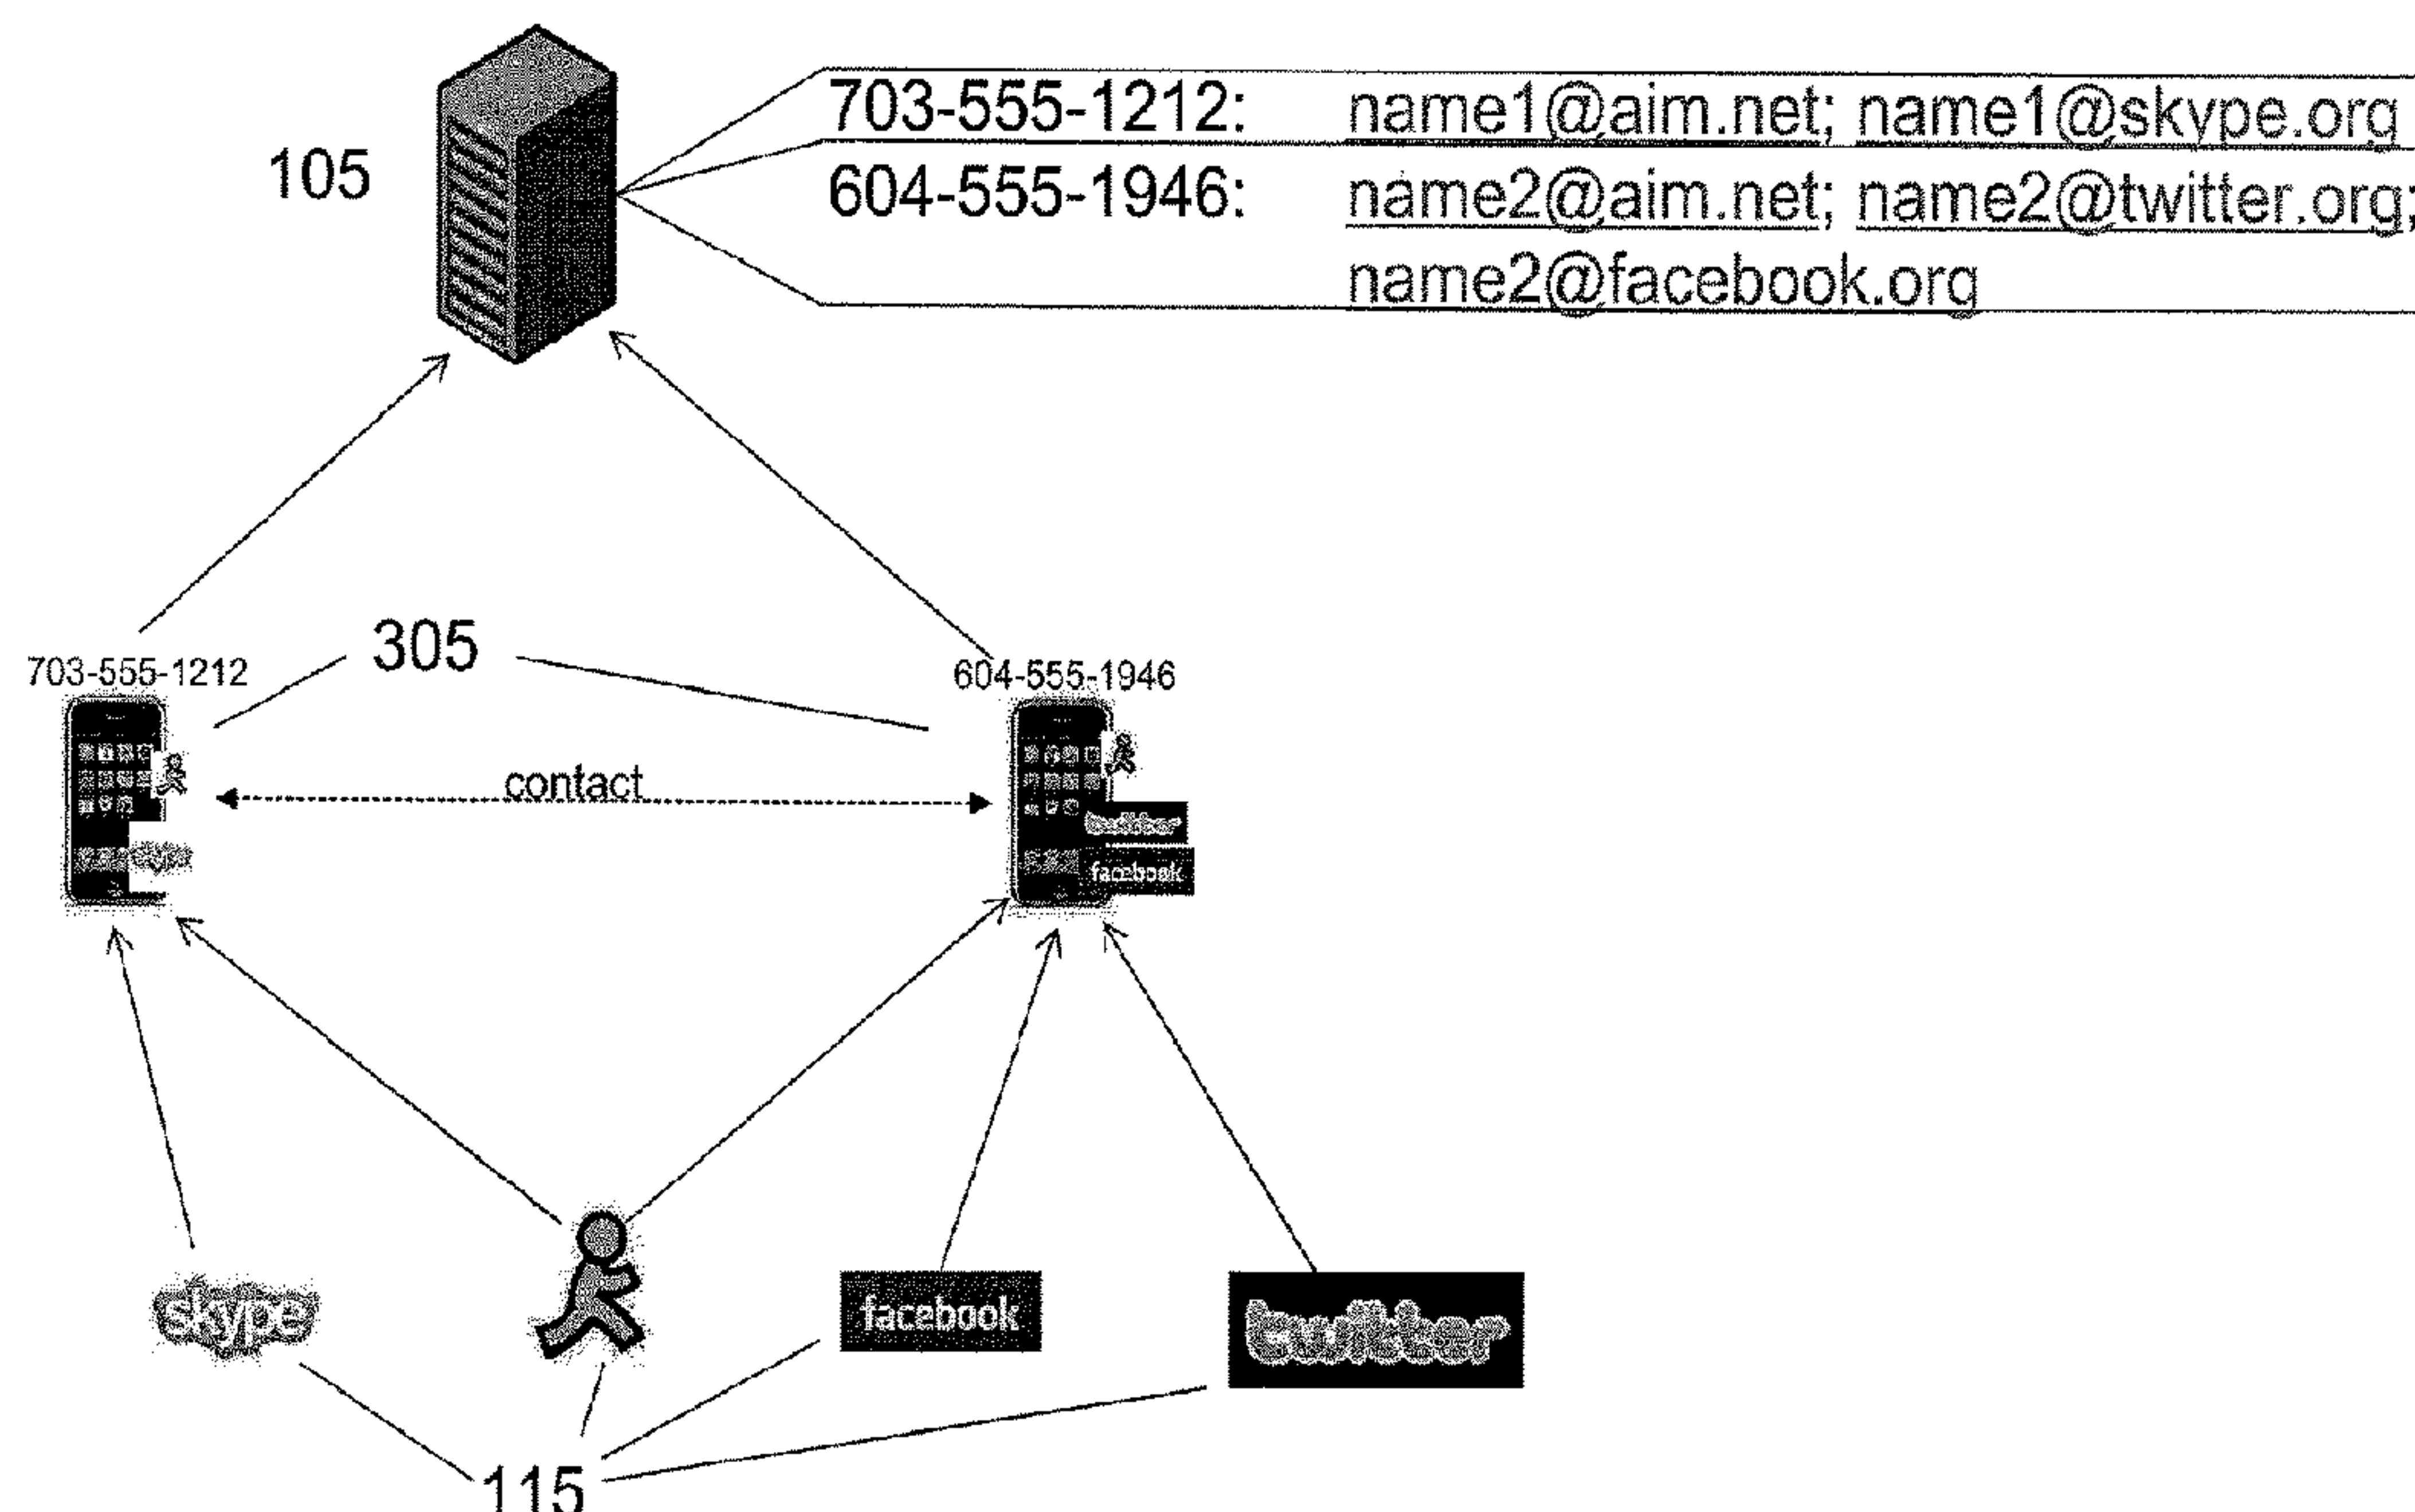 703-555-1212: name1@aim.net; name1@skype.org
105
604-555-1946: name2@aim.net; name2@twitter.org;
name2@facebook.org
305
703-555-1212
604-555-1946
contact
skype
twitter
facebook
skype
facebook
twitter
115